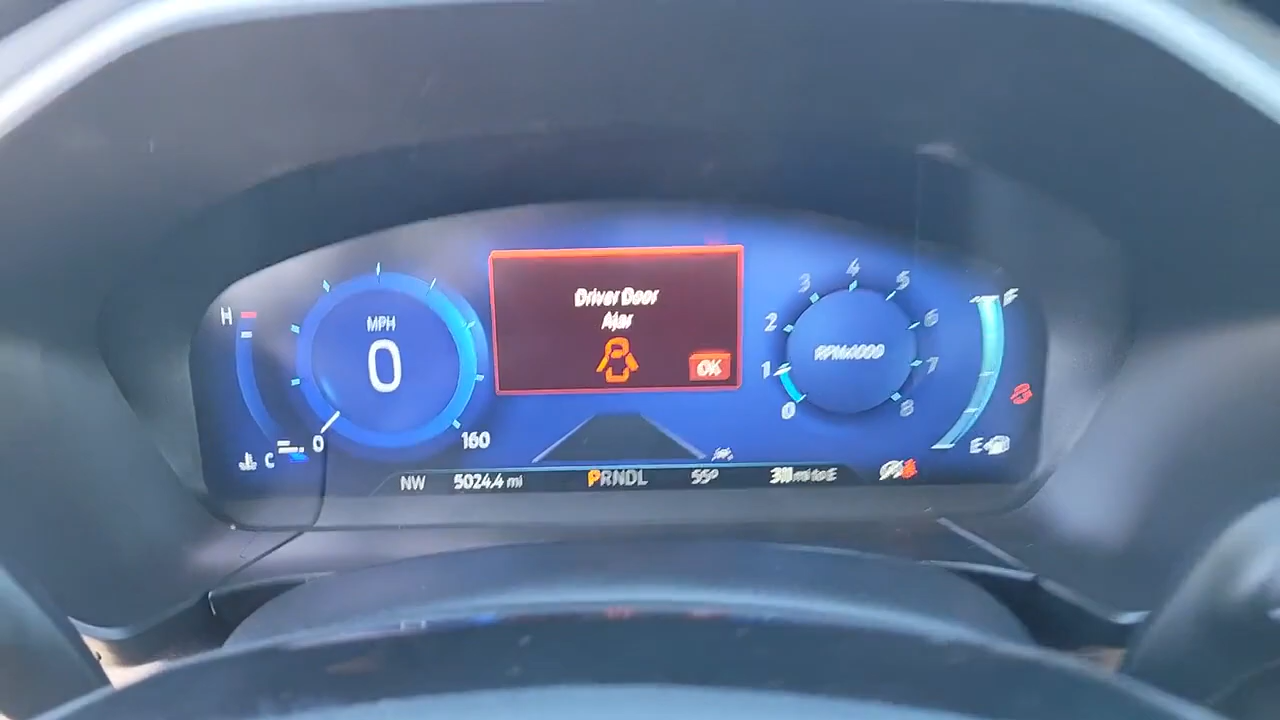 Driver Door
Ajar
OK
H
MPH
0
C
0
160
0
1
2
3
4
5
6
7
8
RPMx1000
F
E
NW
5024.4 mi
PRNDL
55°
mi to E